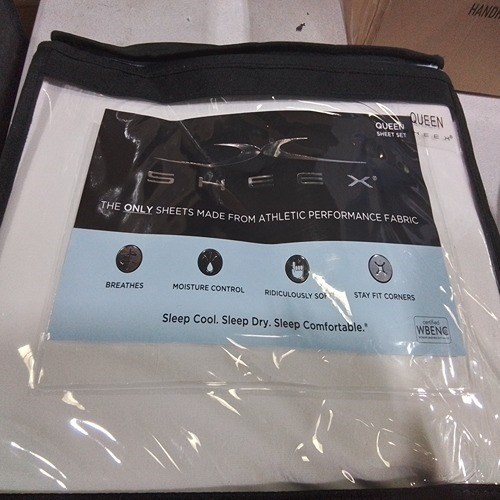 HAND
QUEEN
SHEET SET
QUEEN
SHEEX®
THE ONLY SHEETS MADE FROM ATHLETIC PERFORMANCE FABRIC
BREATHES
MOISTURE CONTROL
RIDICULOUSLY SOFT
STAY FIT CORNERS
Sleep Cool. Sleep Dry. Sleep Comfortable.®
certified
WBENC